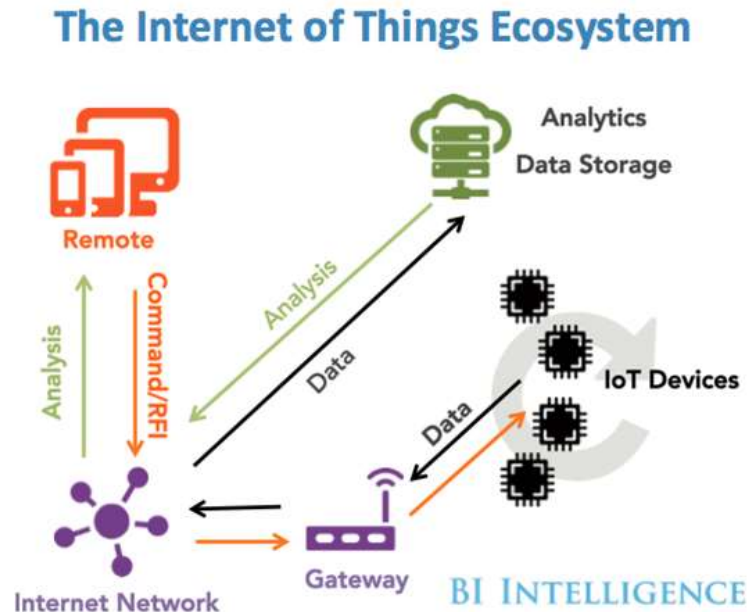 The Internet of Things Ecosystem
Analytics
Data Storage
Remote
Analysis
Command/RFI
Analysis
Data
IoT Devices
Data
Gateway
Internet Network
BI INTELLIGENCE